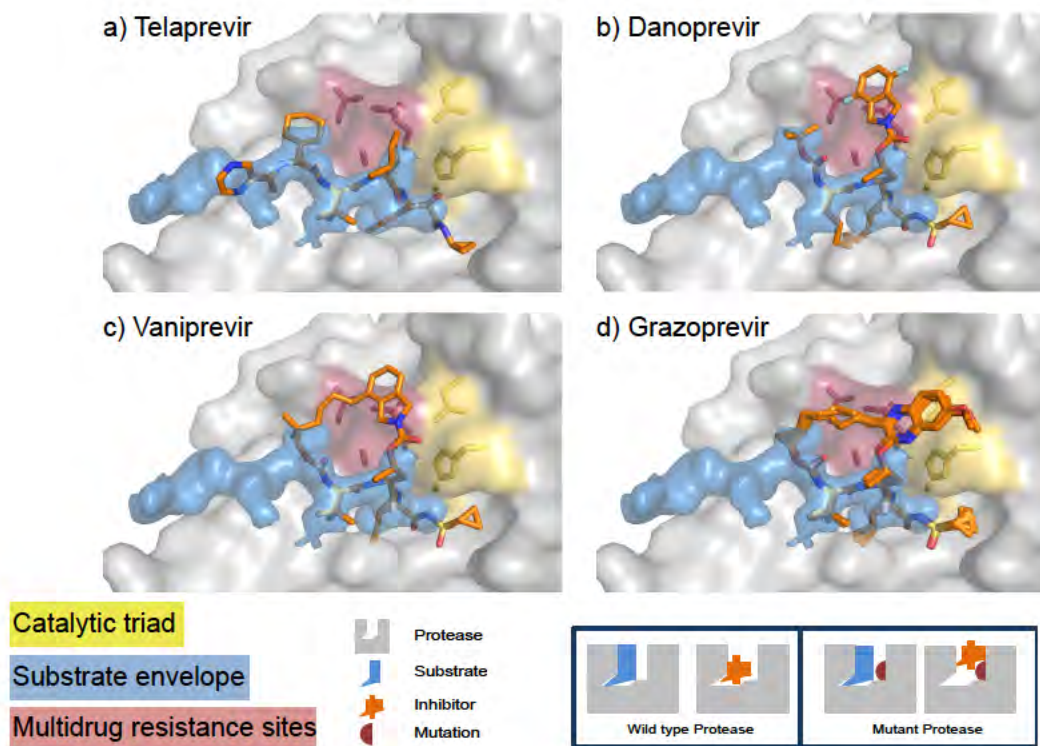 a) Telaprevir
b) Danoprevir
c) Vaniprevir
d) Grazoprevir
Catalytic triad
Substrate envelope
Multidrug resistance sites
Protease
Substrate
Inhibitor
Mutation
Wild type Protease
Mutant Protease